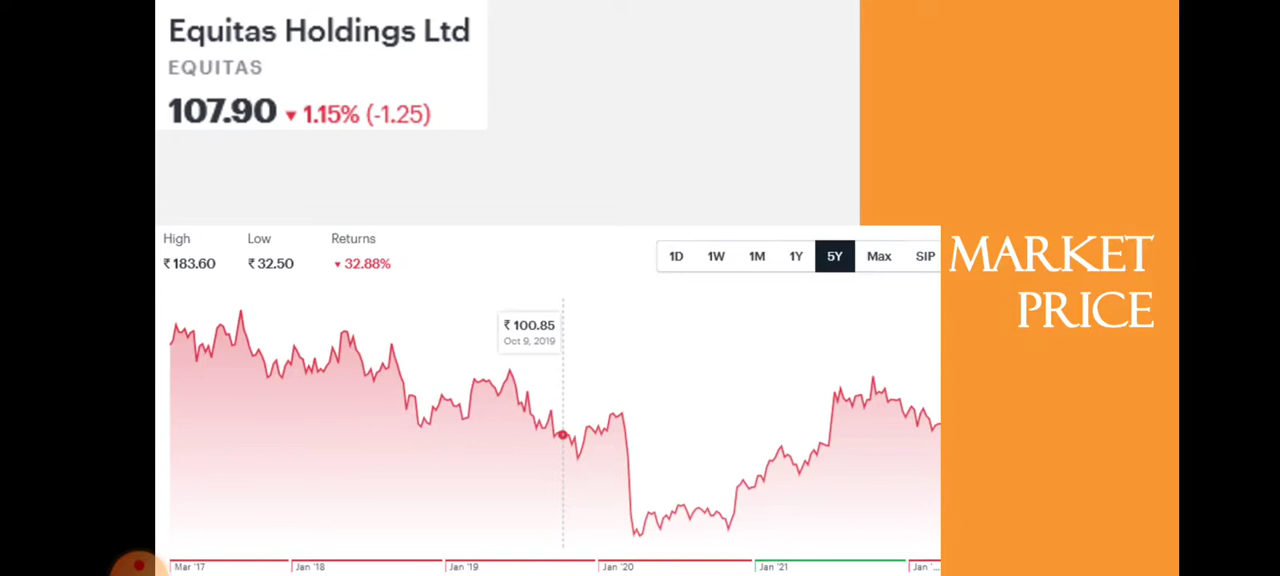 Equitas Holdings Ltd
EQUITAS
107.90 ▼ 1.15% (-1.25)
High Low Returns
₹183.60 ₹32.50 ▼ 32.88%
1D 1W 1M 1Y 5Y Max SIP
MARKET
PRICE
₹100.85
Oct 9, 2019
Mar '17 Jan '18 Jan '19 Jan '20 Jan '21 Jan '...